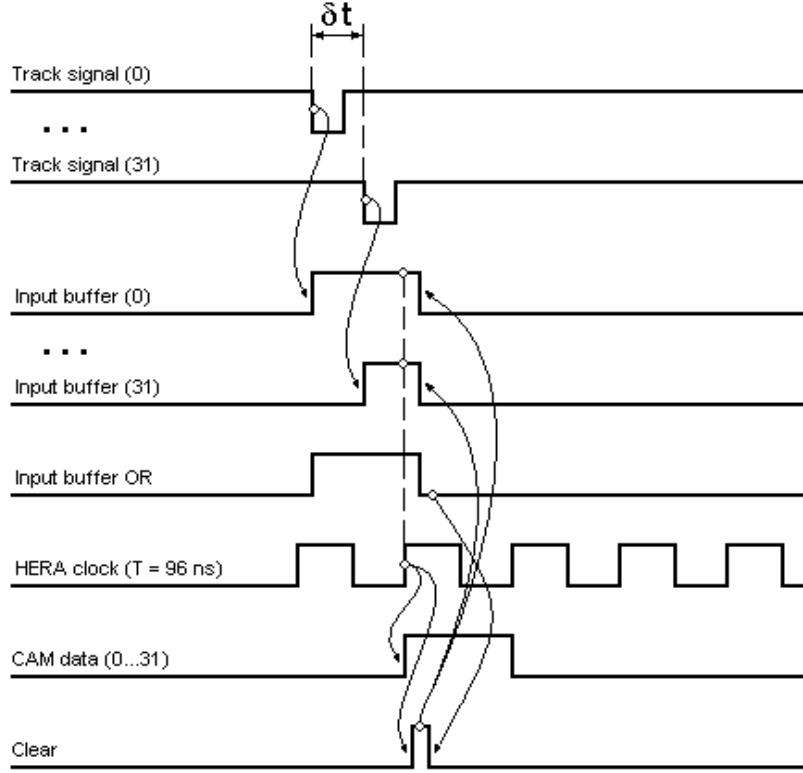 δt
Track signal (0)
. . .
Track signal (31)
Input buffer (0)
. . .
Input buffer (31)
Input buffer OR
HERA clock (T = 96 ns)
CAM data (0...31)
Clear